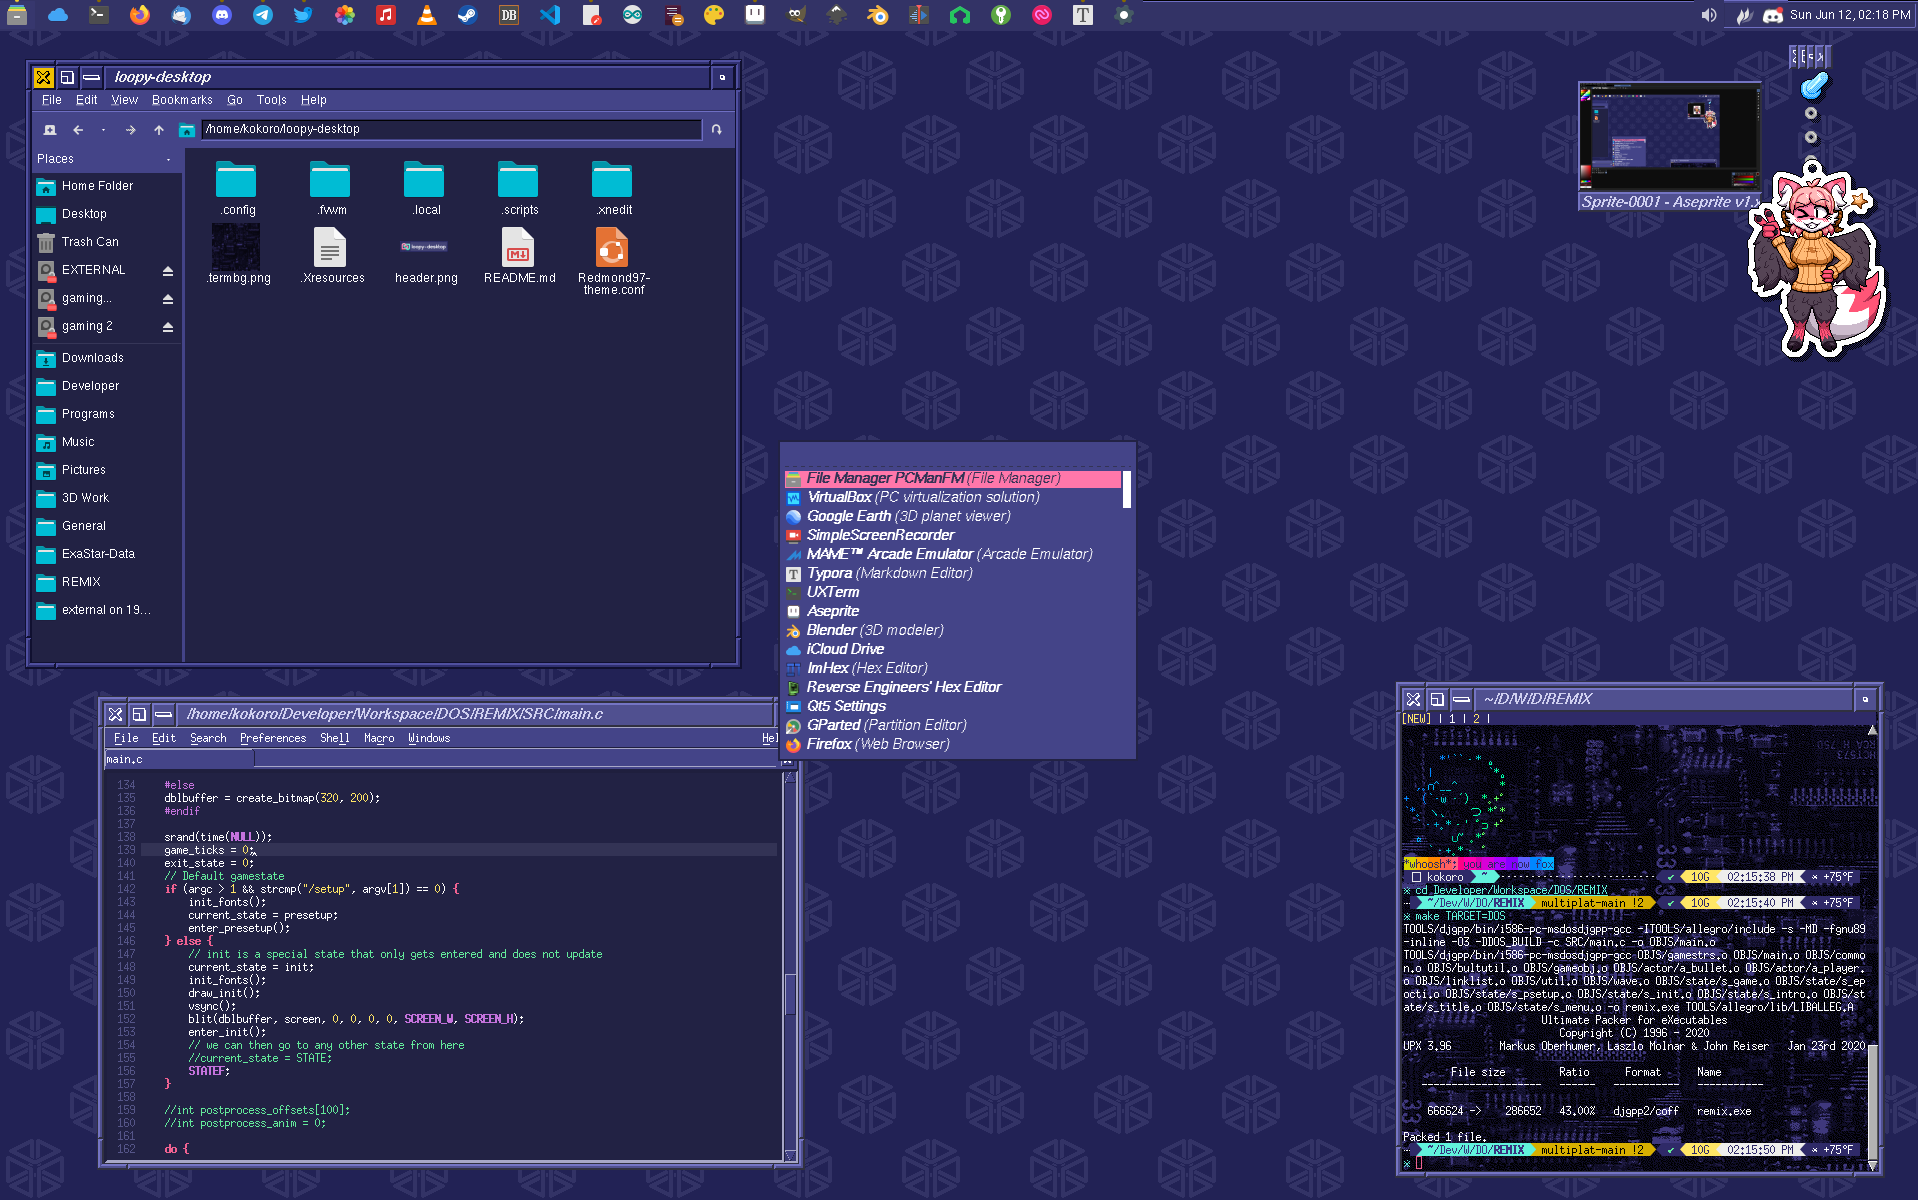 Sun Jun 12, 02:18 PM
loopy-desktop
File Edit View Bookmarks Go Tools Help
/home/kokoro/loopy-desktop
Places
Home Folder
Desktop
Trash Can
EXTERNAL
gaming...
gaming 2
Downloads
Developer
Programs
Music
Pictures
3D Work
General
ExaStar-Data
REMIX
external on 19...
.config .fvwm .local .scripts .xnedit
.termbg.png .Xresources header.png README.md Redmond97-
theme.conf
Sprite-0001 - Aseprite v1.x
File Manager PCManFM (File Manager)
VirtualBox (PC virtualization solution)
Google Earth (3D planet viewer)
SimpleScreenRecorder
MAME™ Arcade Emulator (Arcade Emulator)
Typora (Markdown Editor)
UXTerm
Aseprite
Blender (3D modeler)
iCloud Drive
ImHex (Hex Editor)
Reverse Engineers' Hex Editor
Qt5 Settings
GParted (Partition Editor)
Firefox (Web Browser)
/home/kokoro/Developer/Workspace/DOS/REMIX/SRC/main.c
File Edit Search Preferences Shell Macro Windows Hel
main.c
134 #else
135 dblbuffer = create_bitmap(320, 200);
136 #endif
137
138 srand(time(NULL));
139 game_ticks = 0;
140 exit_state = 0;
141 // Default gamestate
142 if (argc > 1 && strcmp("/setup", argv[1]) == 0) {
143 init_fonts();
144 current_state = presetup;
145 enter_presetup();
146 } else {
147 // init is a special state that only gets entered and does not update
148 current_state = init;
149 init_fonts();
150 draw_init();
151 vsync();
152 blit(dblbuffer, screen, 0, 0, 0, 0, SCREEN_W, SCREEN_H);
153 enter_init();
154 // we can then go to any other state from here
155 //current_state = STATE;
156 STATEF;
157 }
158
159 //int postprocess_offsets[100];
160 //int postprocess_anim = 0;
161
162 do {
~/D/W/D/REMIX
[NEW] | 1 | 2 |
*whoosh*; you are now fox
kokoro ~ ✔ 10G 02:15:38 PM +75°F
cd Developer/Workspace/DOS/REMIX
~/Dev/W/DO/REMIX multiplat-main !2 ✔ 10G 02:15:40 PM +75°F
make TARGET=DOS
TOOLS/djgpp/bin/i586-pc-msdosdjgpp-gcc -ITOOLS/allegro/include -s -MD -fgnu89
-inline -O3 -DDOS_BUILD -c SRC/main.c -o OBJS/main.o
TOOLS/djgpp/bin/i586-pc-msdosdjgpp-gcc OBJS/gamestrs.o OBJS/main.o OBJS/commo
n.o OBJS/bultutil.o OBJS/gameobj.o OBJS/actor/a_bullet.o OBJS/actor/a_player.
o OBJS/linklist.o OBJS/util.o OBJS/wave.o OBJS/state/s_game.o OBJS/state/s_ep
octi.o OBJS/state/s_psetup.o OBJS/state/s_init.o OBJS/state/s_intro.o OBJS/st
ate/s_title.o OBJS/state/s_menu.o -o remix.exe TOOLS/allegro/lib/LIBALLEG.A
Ultimate Packer for eXecutables
Copyright (C) 1996 - 2020
UPX 3.96 Markus Oberhumer, Laszlo Molnar & John Reiser Jan 23rd 2020
File size Ratio Format Name
-------------------- ------ ----------- -----------
666624 -> 286652 43.00% djgpp2/coff remix.exe
Packed 1 file.
~/Dev/W/DO/REMIX multiplat-main !2 ✔ 10G 02:15:50 PM +75°F